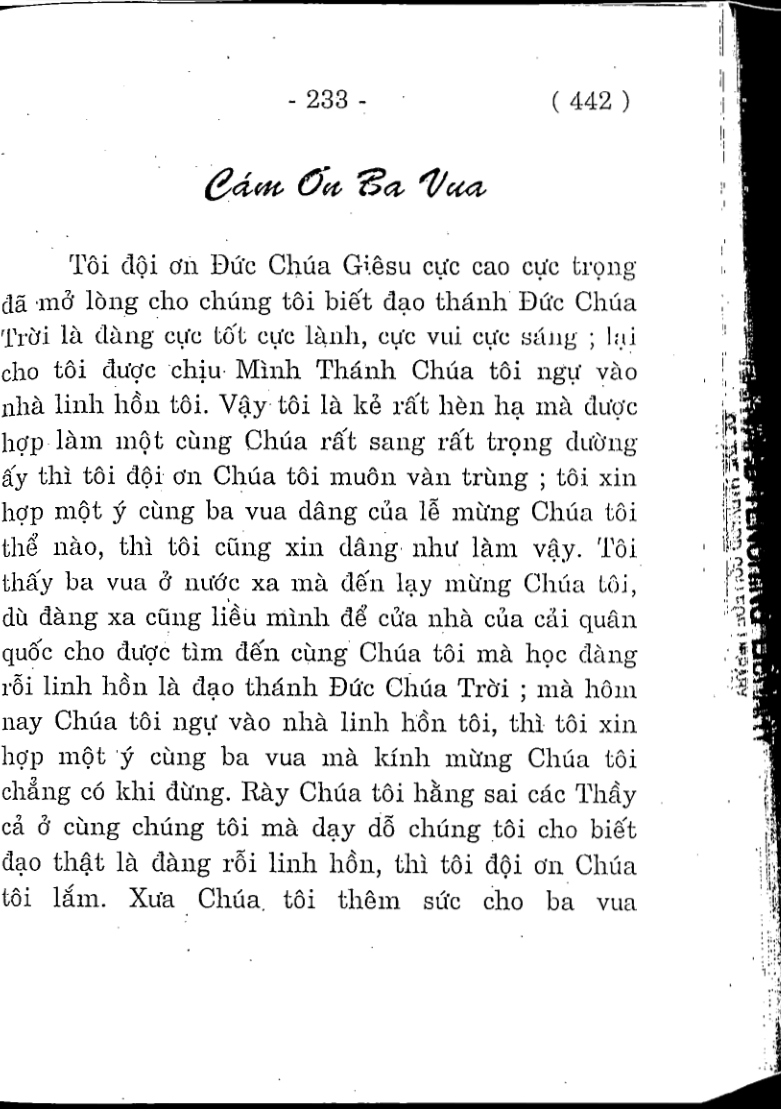 - 233 - ( 442 )
Cám Ơn Ba Vua
Tôi đội ơn Đức Chúa Giêsu cực cao cực trọng
đã mở lòng cho chúng tôi biết đạo thánh Đức Chúa
Trời là đàng cực tốt cực lành, cực vui cực sáng ; lại
cho tôi được chịu Mình Thánh Chúa tôi ngự vào
nhà linh hồn tôi. Vậy tôi là kẻ rất hèn hạ mà được
hợp làm một cùng Chúa rất sang rất trọng dường
ấy thì tôi đội ơn Chúa tôi muôn vàn trùng ; tôi xin
hợp một ý cùng ba vua dâng của lễ mừng Chúa tôi
thể nào, thì tôi cũng xin dâng như làm vậy. Tôi
thấy ba vua ở nước xa mà đến lạy mừng Chúa tôi,
dù đàng xa cũng liều mình để cửa nhà của cải quân
quốc cho được tìm đến cùng Chúa tôi mà học đàng
rỗi linh hồn là đạo thánh Đức Chúa Trời ; mà hôm
nay Chúa tôi ngự vào nhà linh hồn tôi, thì tôi xin
hợp một ý cùng ba vua mà kính mừng Chúa tôi
chẳng có khi đừng. Rày Chúa tôi hằng sai các Thầy
cả ở cùng chúng tôi mà dạy dỗ chúng tôi cho biết
đạo thật là đàng rỗi linh hồn, thì tôi đội ơn Chúa
tôi lắm. Xưa Chúa tôi thêm sức cho ba vua